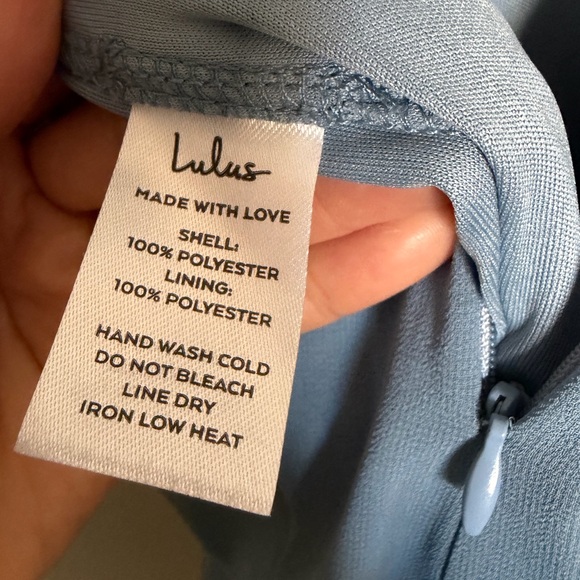 Lulus
MADE WITH LOVE
SHELL:
100% POLYESTER
LINING:
100% POLYESTER
HAND WASH COLD
DO NOT BLEACH
LINE DRY
IRON LOW HEAT